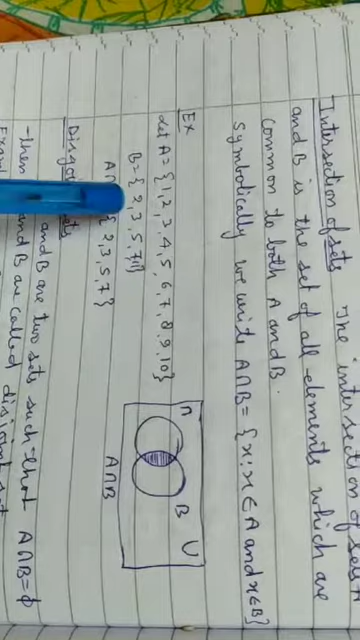 Intersection of sets The intersection of sets A
and B is the set of all elements which are
common to both A and B.
Symbolically we write A∩B = {x: x ∈ A and x ∈ B}
Ex
Let A = {1, 2, 3, 4, 5, 6, 7, 8, 9, 10}
B = {2, 3, 5, 7, 11}
2, 3, 5, 7}
B
U
A∩B
sets
and B are two sets such that A∩B = ϕ
then
and B are called disjoint set